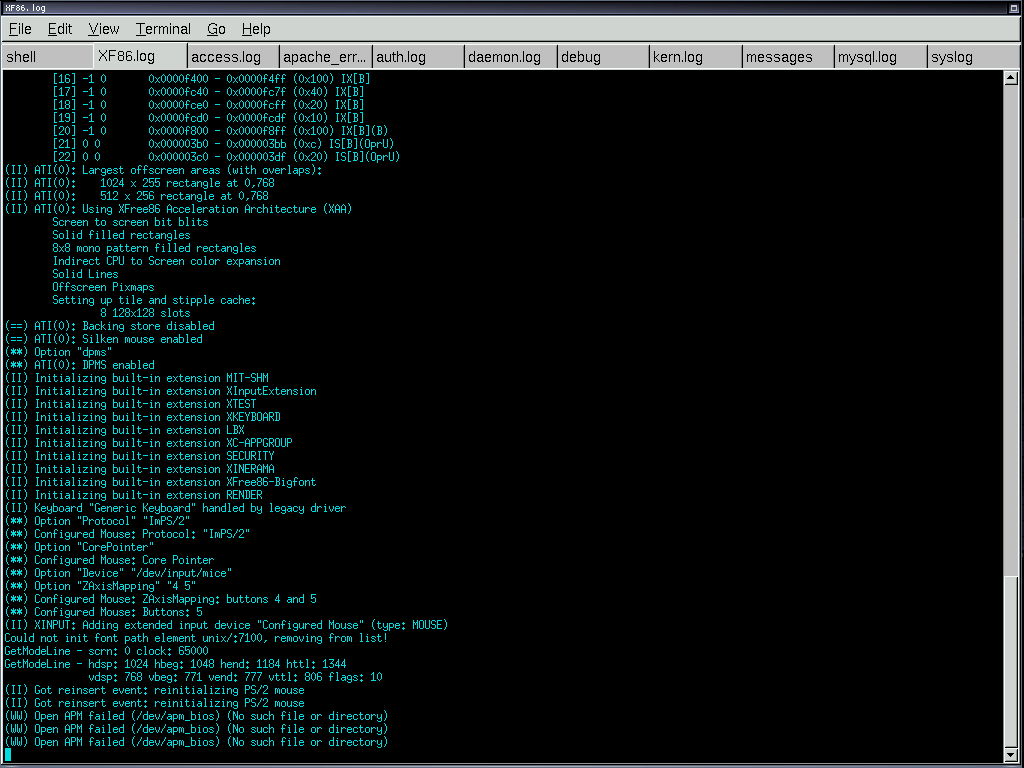 XF86.log
File Edit View Terminal Go Help
shell XF86.log access.log apache_err... auth.log daemon.log debug kern.log messages mysql.log syslog
[16] -1 0 0x0000f400 - 0x0000f4ff (0x100) IX[B]
[17] -1 0 0x0000fc40 - 0x0000fc7f (0x40) IX[B]
[18] -1 0 0x0000fce0 - 0x0000fcff (0x20) IX[B]
[19] -1 0 0x0000fcd0 - 0x0000fcdf (0x10) IX[B]
[20] -1 0 0x0000f800 - 0x0000f8ff (0x100) IX[B](B)
[21] 0 0 0x000003b0 - 0x000003bb (0xc) IS[B](OprU)
[22] 0 0 0x000003c0 - 0x000003df (0x20) IS[B](OprU)
(II) ATI(0): Largest offscreen areas (with overlaps):
(II) ATI(0): 1024 x 255 rectangle at 0,768
(II) ATI(0): 512 x 256 rectangle at 0,768
(II) ATI(0): Using XFree86 Acceleration Architecture (XAA)
Screen to screen bit blits
Solid filled rectangles
8x8 mono pattern filled rectangles
Indirect CPU to Screen color expansion
Solid Lines
Offscreen Pixmaps
Setting up tile and stipple cache:
8 128x128 slots
(==) ATI(0): Backing store disabled
(==) ATI(0): Silken mouse enabled
(**) Option "dpms"
(**) ATI(0): DPMS enabled
(II) Initializing built-in extension MIT-SHM
(II) Initializing built-in extension XInputExtension
(II) Initializing built-in extension XTEST
(II) Initializing built-in extension XKEYBOARD
(II) Initializing built-in extension LBX
(II) Initializing built-in extension XC-APPGROUP
(II) Initializing built-in extension SECURITY
(II) Initializing built-in extension XINERAMA
(II) Initializing built-in extension XFree86-Bigfont
(II) Initializing built-in extension RENDER
(II) Keyboard "Generic Keyboard" handled by legacy driver
(**) Option "Protocol" "ImPS/2"
(**) Configured Mouse: Protocol: "ImPS/2"
(**) Option "CorePointer"
(**) Configured Mouse: Core Pointer
(**) Option "Device" "/dev/input/mice"
(**) Option "ZAxisMapping" "4 5"
(**) Configured Mouse: ZAxisMapping: buttons 4 and 5
(**) Configured Mouse: Buttons: 5
(II) XINPUT: Adding extended input device "Configured Mouse" (type: MOUSE)
Could not init font path element unix/:7100, removing from list!
GetModeLine - scrn: 0 clock: 65000
GetModeLine - hdsp: 1024 hbeg: 1048 hend: 1184 httl: 1344
vdsp: 768 vbeg: 771 vend: 777 vttl: 806 flags: 10
(II) Got reinsert event: reinitializing PS/2 mouse
(II) Got reinsert event: reinitializing PS/2 mouse
(WW) Open APM failed (/dev/apm_bios) (No such file or directory)
(WW) Open APM failed (/dev/apm_bios) (No such file or directory)
(WW) Open APM failed (/dev/apm_bios) (No such file or directory)